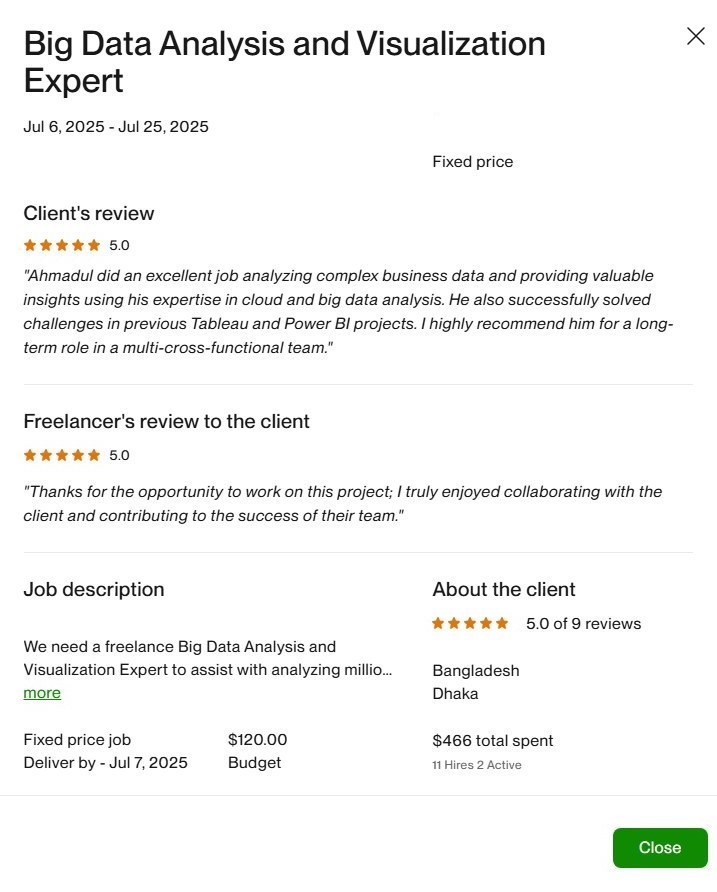 Big Data Analysis and Visualization
Expert
Jul 6, 2025 - Jul 25, 2025
Fixed price
Client's review
5.0
"Ahmadul did an excellent job analyzing complex business data and providing valuable
insights using his expertise in cloud and big data analysis. He also successfully solved
challenges in previous Tableau and Power BI projects. I highly recommend him for a long-
term role in a multi-cross-functional team."
Freelancer's review to the client
5.0
"Thanks for the opportunity to work on this project; I truly enjoyed collaborating with the
client and contributing to the success of their team."
Job description
We need a freelance Big Data Analysis and
Visualization Expert to assist with analyzing millio...
more
Fixed price job
Deliver by - Jul 7, 2025
$120.00
Budget
About the client
5.0 of 9 reviews
Bangladesh
Dhaka
$466 total spent
11 Hires 2 Active
Close